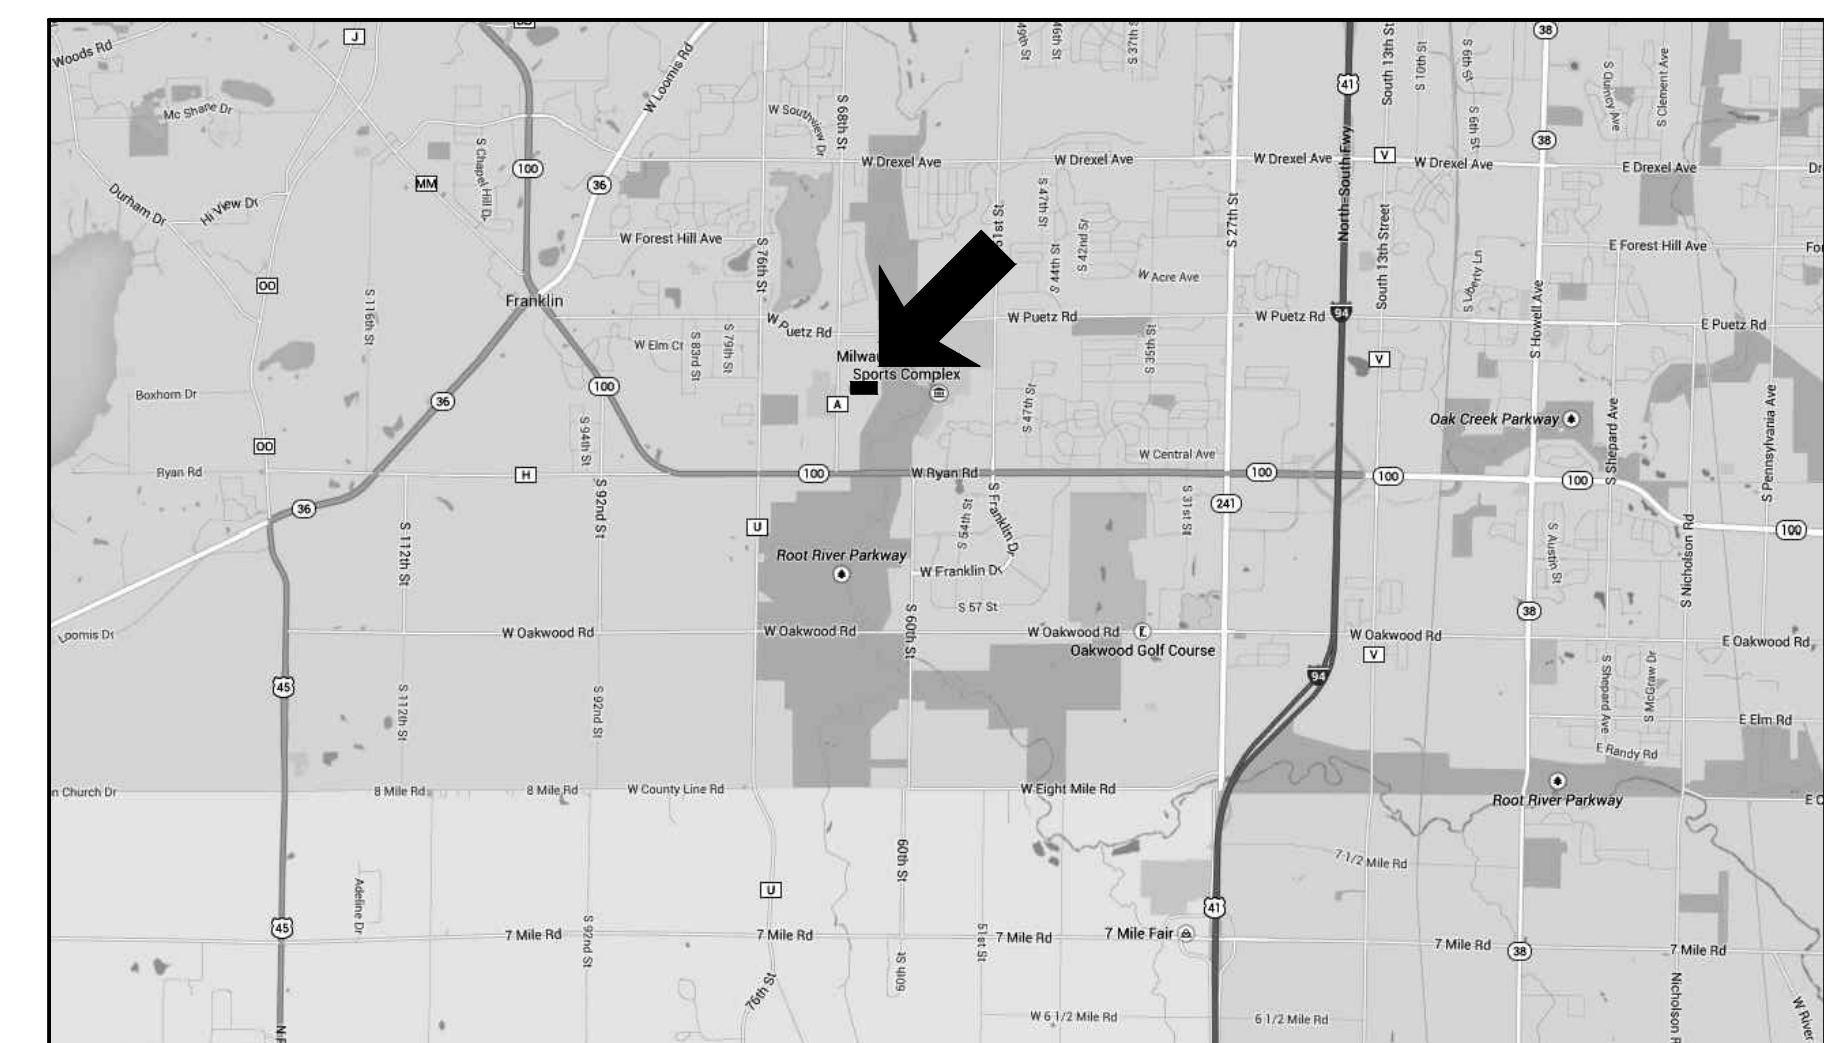 J
38
Woods Rd
W Loomis Rd
S 49th St
S 46th St
S 37th S
South 13th St
S 10th St
S 9th St
S Quincy Ave
S Clement Ave
41
Mc Shane Dr
S 68th St
W Southview Dr
S 6th St
38
100
36
MM
S Chapel Hill Dr
W Drexel Ave
W Drexel Ave
W Drexel Ave
V
W Drexel Ave
E Drexel Ave
Dr
North-South Fwy
Durham Dr
Hi View Dr
S 47th St
S 27th St
South 13th Street
W Forest Hill Ave
S 76th St
51st St
S 42nd St
S 44th St
E Forest Hill Ave
Fo
W Acre Ave
S Liberty Ln
OO
Franklin
S 116th St
S Howell Ave
94
W Puetz Rd
W Puetz Rd
W Puetz Rd
E Puetz Rd
W Elm Ct
S 83rd St
S 79th St
S 35th St
V
Milwau
Sports Complex
Boxhorn Dr
36
100
A
S 47th St
S 94th St
Oak Creek Parkway
S Shepard Ave
S Pennsylvania Ave
OO
W Central Ave
Ryan Rd
H
100
W Ryan Rd
100
100
100
36
S 92nd St
S 112th St
U
S 54th St
S Franklin Dr
S 31st St
241
S Austin St
S Nicholson Rd
100
Root River Parkway
W Franklin Dr
S 57 St
38
S 60th St
Loomis Dr
W Oakwood Rd
W Oakwood Rd
W Oakwood Rd
W Oakwood Rd
E Oakwood Rd
Oakwood Golf Course
V
45
S 112th St
S 92nd St
94
S Shepard Ave
S McGraw Dr
E Elm Rd
E Randy Rd
n Church Dr
8 Mile Rd
8 Mile Rd
W County Line Rd
W Eight Mile Rd
Root River Parkway
E C
60th St
7 1/2 Mile Rd
U
Adeline Dr
45
41
S 92nd St
7 Mile Rd
7 Mile Rd
51st St
7 Mile Rd
7 Mile Fair
7 Mile Rd
38
7 Mile Rd
60th St
76th St
W 6 1/2 Mile Rd
6 1/2 Mile Rd
Nicholson R
W River